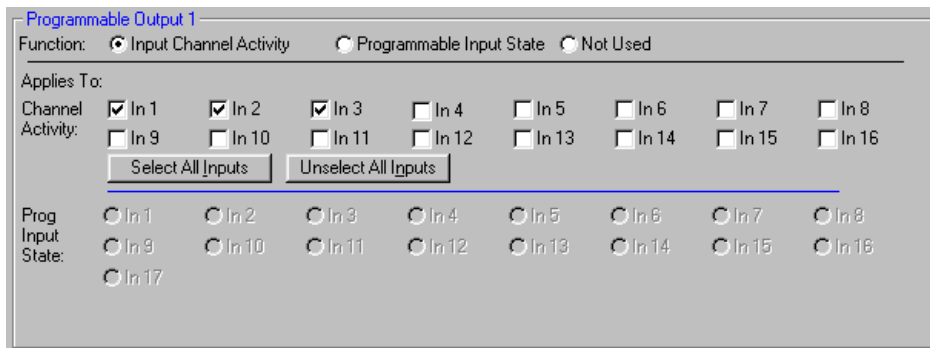 Programmable Output 1
Function: Input Channel Activity Programmable Input State Not Used
Applies To:
Channel Activity: In 1 In 2 In 3 In 4 In 5 In 6 In 7 In 8
In 9 In 10 In 11 In 12 In 13 In 14 In 15 In 16
Select All Inputs Unselect All Inputs
Prog Input State: In 1 In 2 In 3 In 4 In 5 In 6 In 7 In 8
In 9 In 10 In 11 In 12 In 13 In 14 In 15 In 16
In 17